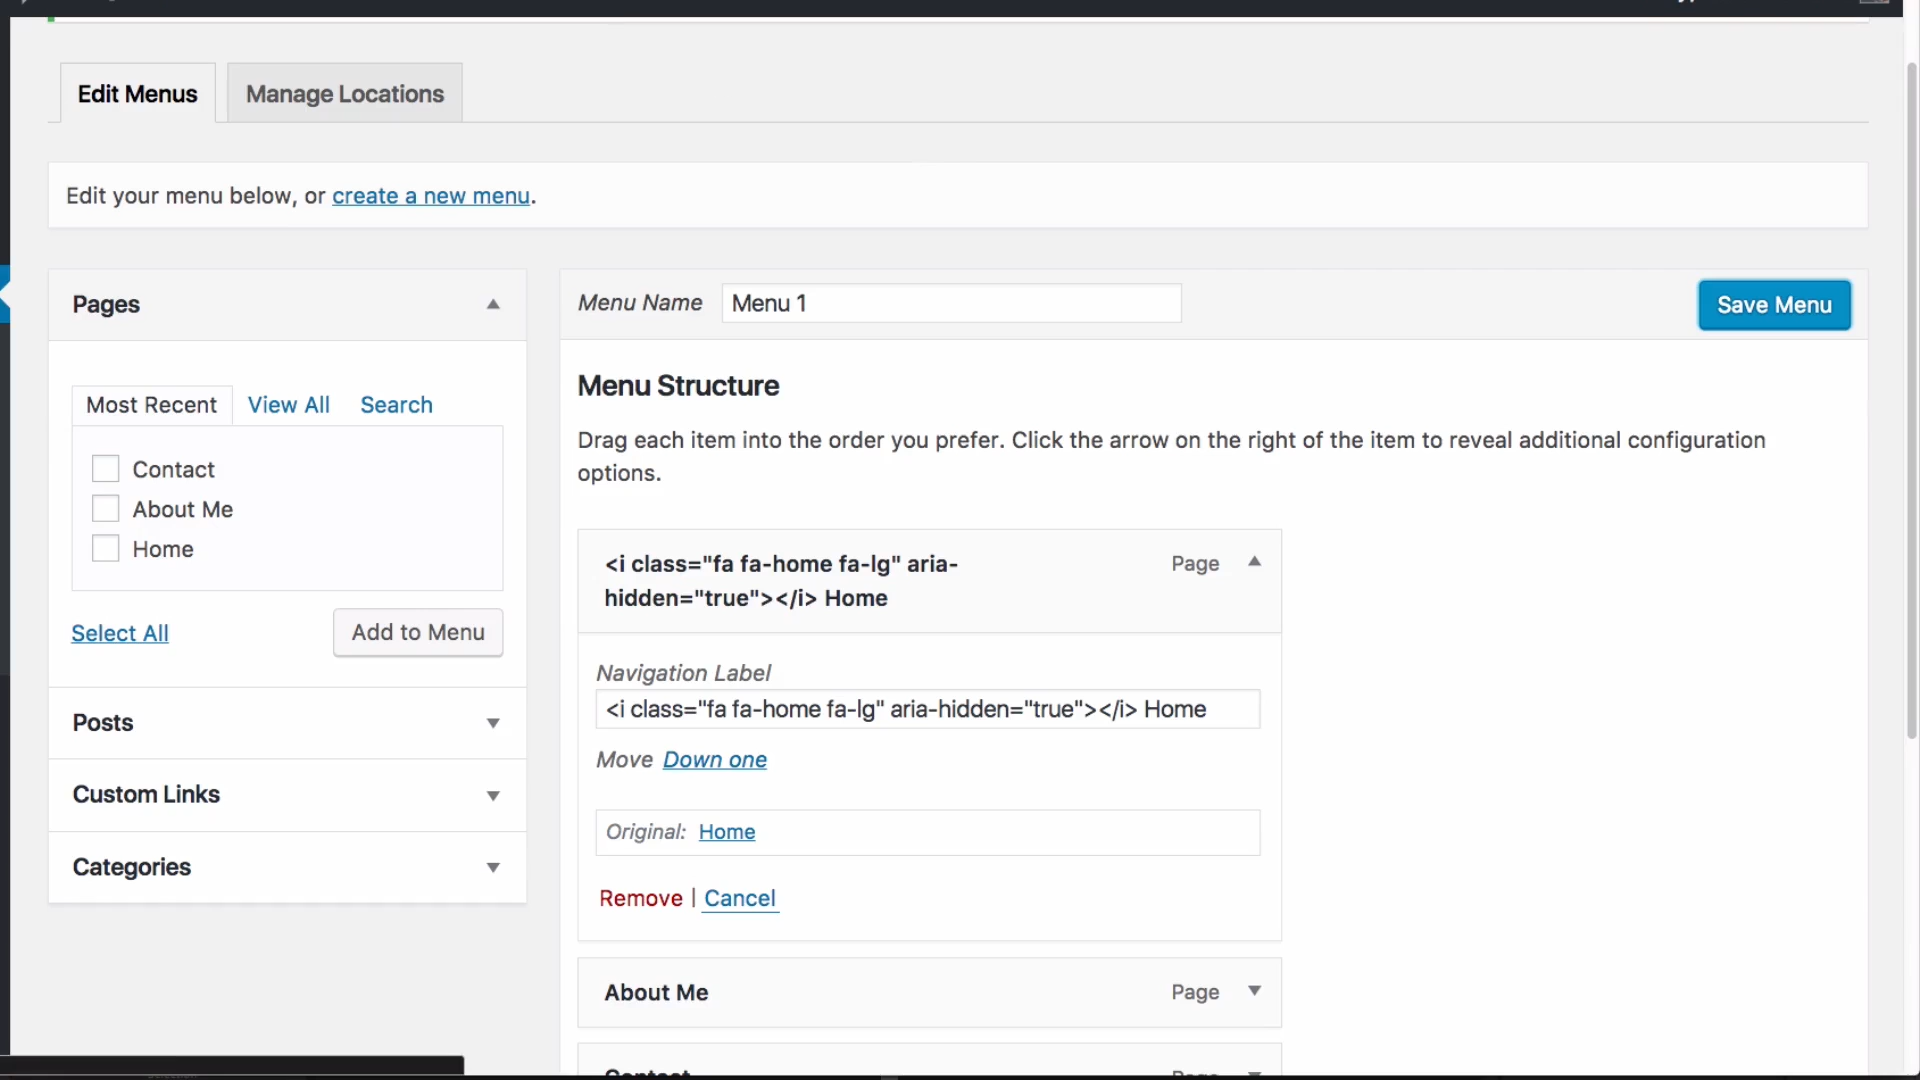 Edit Menus
Manage Locations
Edit your menu below, or create a new menu.
Pages
Most Recent
View All
Search
Contact
About Me
Home
Select All
Add to Menu
Posts
Custom Links
Categories
Menu Name
Menu 1
Save Menu
Menu Structure
Drag each item into the order you prefer. Click the arrow on the right of the item to reveal additional configuration
options.
<i class="fa fa-home fa-lg" aria-
hidden="true"></i> Home
Page
Navigation Label
<i class="fa fa-home fa-lg" aria-hidden="true"></i> Home
Move Down one
Original: Home
Remove | Cancel
About Me
Page
Contact
Page